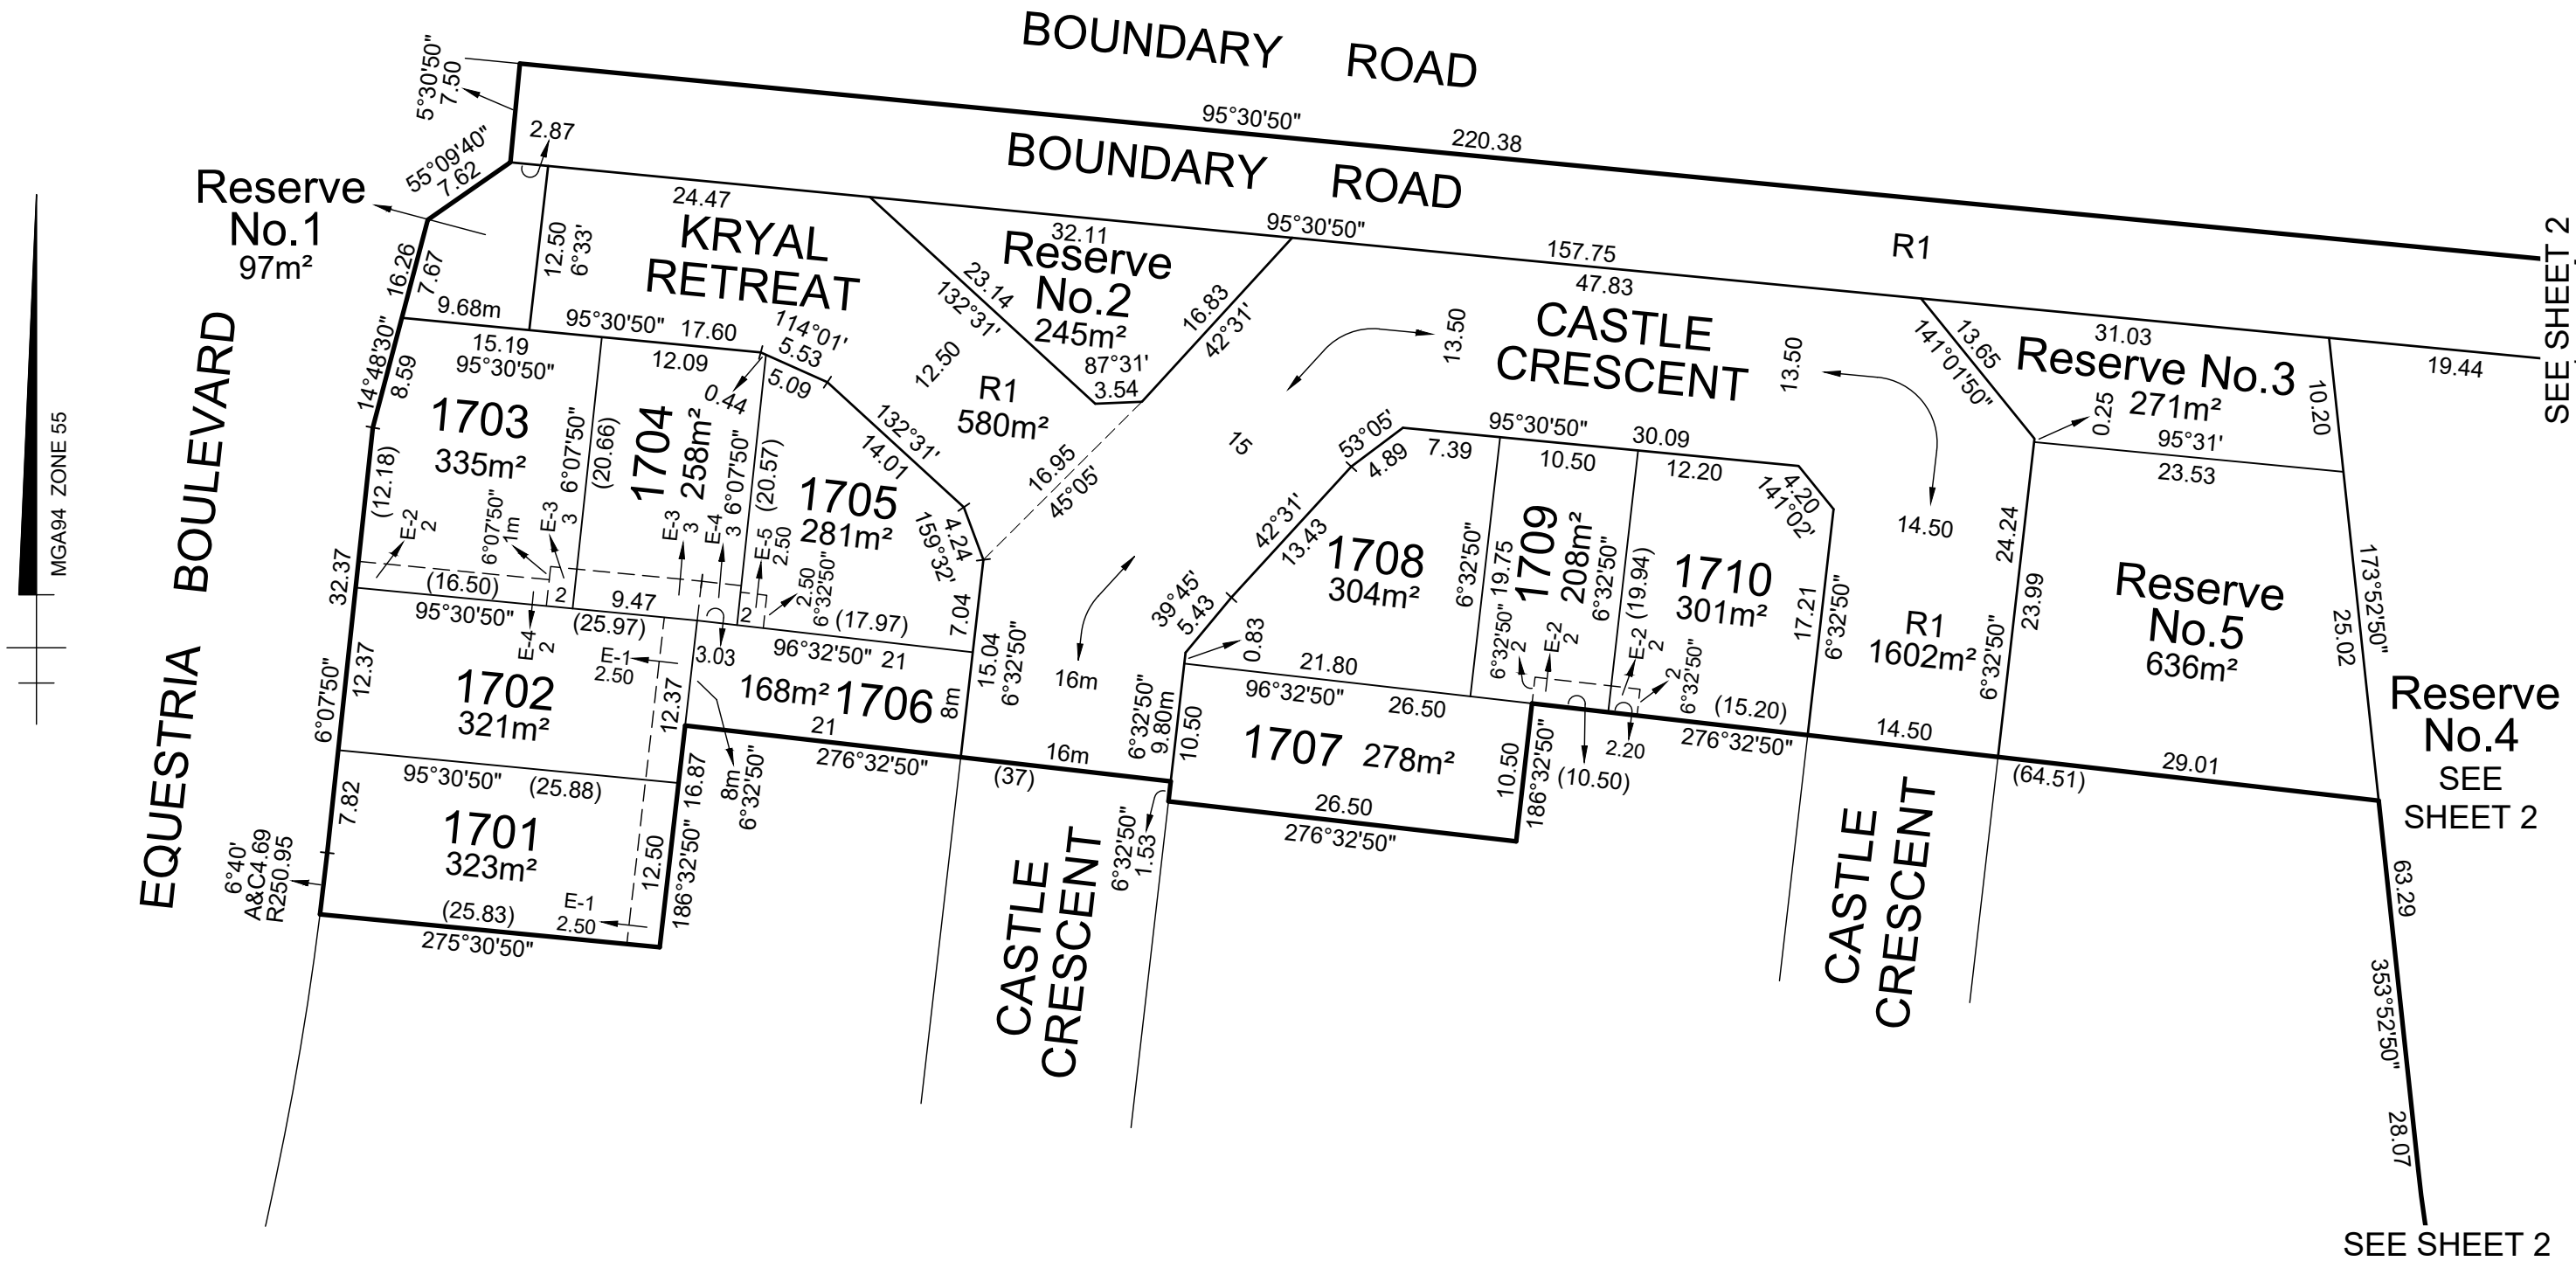 BOUNDARY ROAD
95°30'50" 220.38
BOUNDARY ROAD
95°30'50"
157.75
R1
5°30'50"
7.50
55°09'40"
7.62
2.87
24.47
32.11
47.83
31.03
19.44
SEE SHEET 2
SEE SHEET 2
Reserve
No.1
97m²
16.26
7.67
14°48'30"
8.59
12.50
6°33'
9.68m
95°30'50" 17.60
KRYAL
RETREAT
Reserve
No.2
245m²
23.14
132°31'
16.83
42°31'
87°31'
3.54
114°01'
5.53
12.50
R1
580m²
15
16.95
45°05'
13.50
CASTLE
CRESCENT
13.50
14.50
13.65
141°01'50"
Reserve No.3
271m²
10.20
0.25
95°31'
23.53
MGA94 ZONE 55
EQUESTRIA BOULEVARD
15.19
95°30'50"
1703
335m²
(12.18)
6°07'50"
(20.66)
E-2
2
6°07'50"
1m
E-3
3
(16.50)
95°30'50"
2
12.09
0.44
1704
258m²
6°07'50"
(20.57)
E-3
3
E-4
3
9.47
(25.97)
5.09
132°31'
14.01
1705
281m²
4.24
159°32'
E-5
2.50
2.50
6°32'50"
2
(17.97)
7.04
32.37
6°07'50"
12.37
1702
321m²
E-4
2
E-1
2.50
12.37
3.03
96°32'50" 21
168m² 1706
8m
15.04
6°32'50"
21
276°32'50"
(37)
8m
6°32'50"
16m
16m
95°30'50" (25.88)
7.82
1701
323m²
12.50
16.87
186°32'50"
E-1
2.50
(25.83)
275°30'50"
6°40'
A&C4.69
R250.95
53°05'
4.89
42°31'
13.43
39°45'
5.43
0.83
7.39
95°30'50" 30.09
10.50
12.20
4.20
141°02'
1708
304m²
6°32'50" 19.75
1709
208m²
6°32'50" (19.94)
1710
301m²
17.21
6°32'50"
6°32'50"
2
E-2
2
E-2
2
2
6°32'50"
(15.20)
276°32'50"
2.20
(10.50)
21.80
96°32'50"
26.50
6°32'50"
9.80m
10.50
1707 278m²
10.50
186°32'50"
26.50
276°32'50"
6°32'50"
1.53
CASTLE
CRESCENT
R1
1602m²
14.50
CASTLE
CRESCENT
24.24
6°32'50"
23.99
Reserve
No.5
636m²
173°52'50"
25.02
29.01
(64.51)
Reserve
No.4
SEE
SHEET 2
63.29
353°52'50"
28.07
SEE SHEET 2